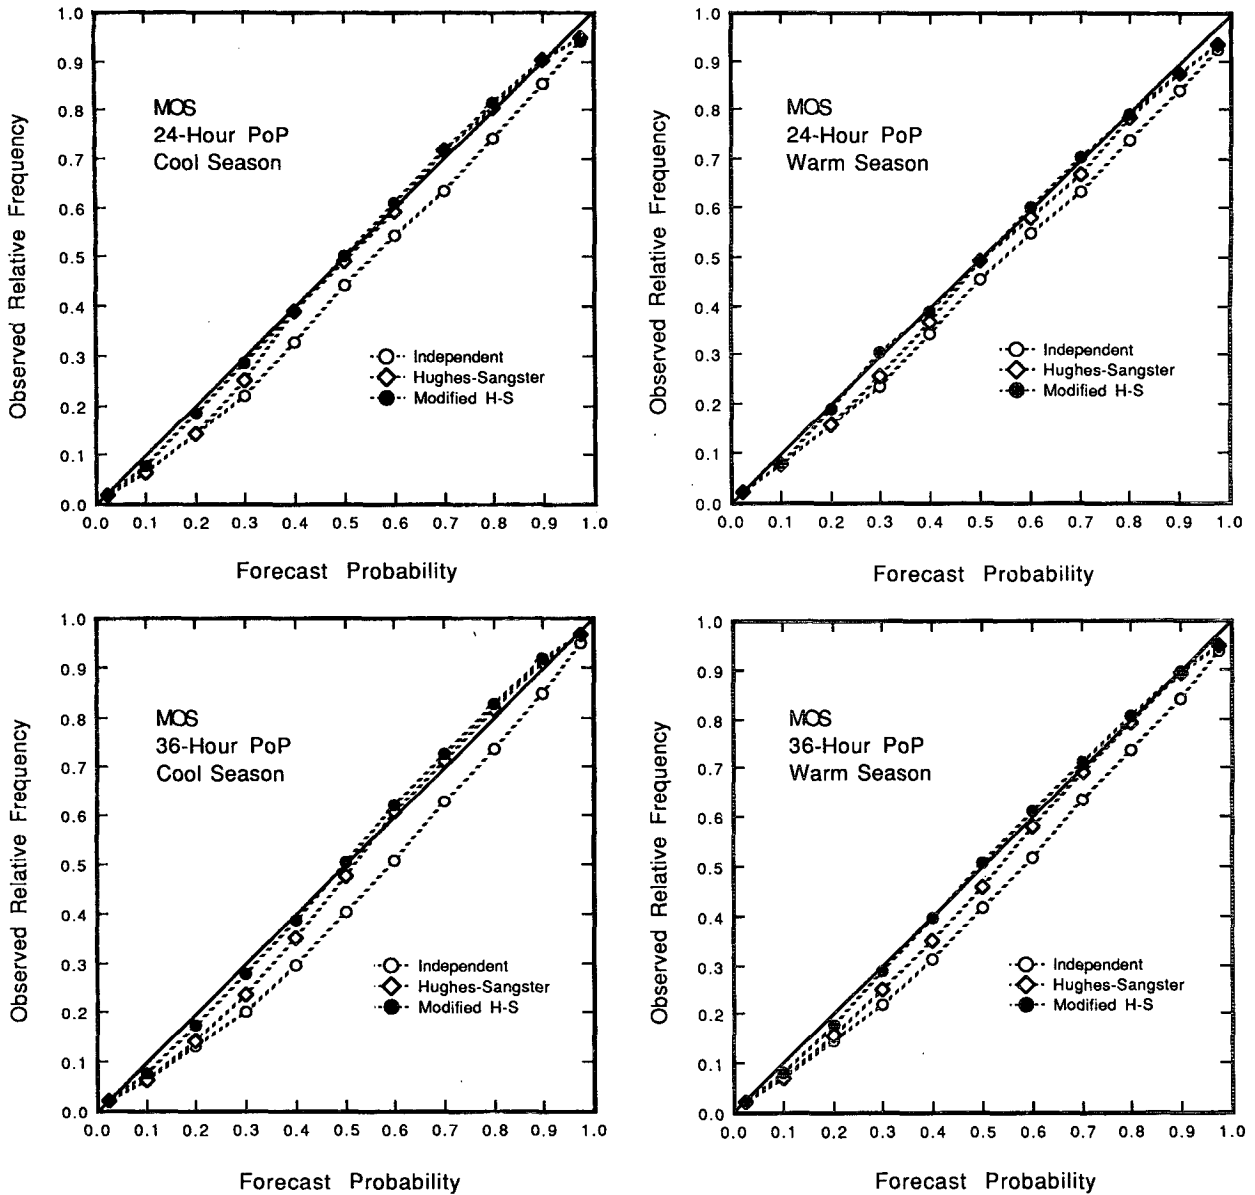 Observed Relative Frequency
1.0
0.9
0.8
0.7
0.6
0.5
0.4
0.3
0.2
0.1
0.0
MOS
24-Hour PoP
Cool Season
Independent
Hughes-Sangster
Modified H-S
0.0 0.1 0.2 0.3 0.4 0.5 0.6 0.7 0.8 0.9 1.0
Forecast Probability
Observed Relative Frequency
1.0
0.9
0.8
0.7
0.6
0.5
0.4
0.3
0.2
0.1
0.0
MOS
24-Hour PoP
Warm Season
Independent
Hughes-Sangster
Modified H-S
0.0 0.1 0.2 0.3 0.4 0.5 0.6 0.7 0.8 0.9 1.0
Forecast Probability
Observed Relative Frequency
1.0
0.9
0.8
0.7
0.6
0.5
0.4
0.3
0.2
0.1
0.0
MOS
36-Hour PoP
Cool Season
Independent
Hughes-Sangster
Modified H-S
0.0 0.1 0.2 0.3 0.4 0.5 0.6 0.7 0.8 0.9 1.0
Forecast Probability
Observed Relative Frequency
1.0
0.9
0.8
0.7
0.6
0.5
0.4
0.3
0.2
0.1
0.0
MOS
36-Hour PoP
Warm Season
Independent
Hughes-Sangster
Modified H-S
0.0 0.1 0.2 0.3 0.4 0.5 0.6 0.7 0.8 0.9 1.0
Forecast Probability